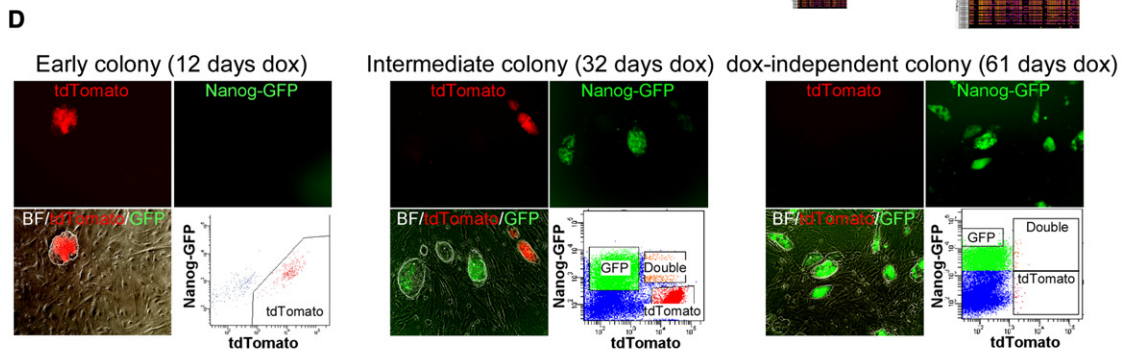 D
Early colony (12 days dox)
Intermediate colony (32 days dox)
dox-independent colony (61 days dox)
tdTomato
Nanog-GFP
tdTomato
Nanog-GFP
tdTomato
Nanog-GFP
BF/tdTomato/GFP
Nanog-GFP
tdTomato
tdTomato
BF/tdTomato/GFP
Nanog-GFP
GFP
Double
tdTomato
tdTomato
BF/tdTomato/GFP
Nanog-GFP
GFP
Double
tdTomato
tdTomato